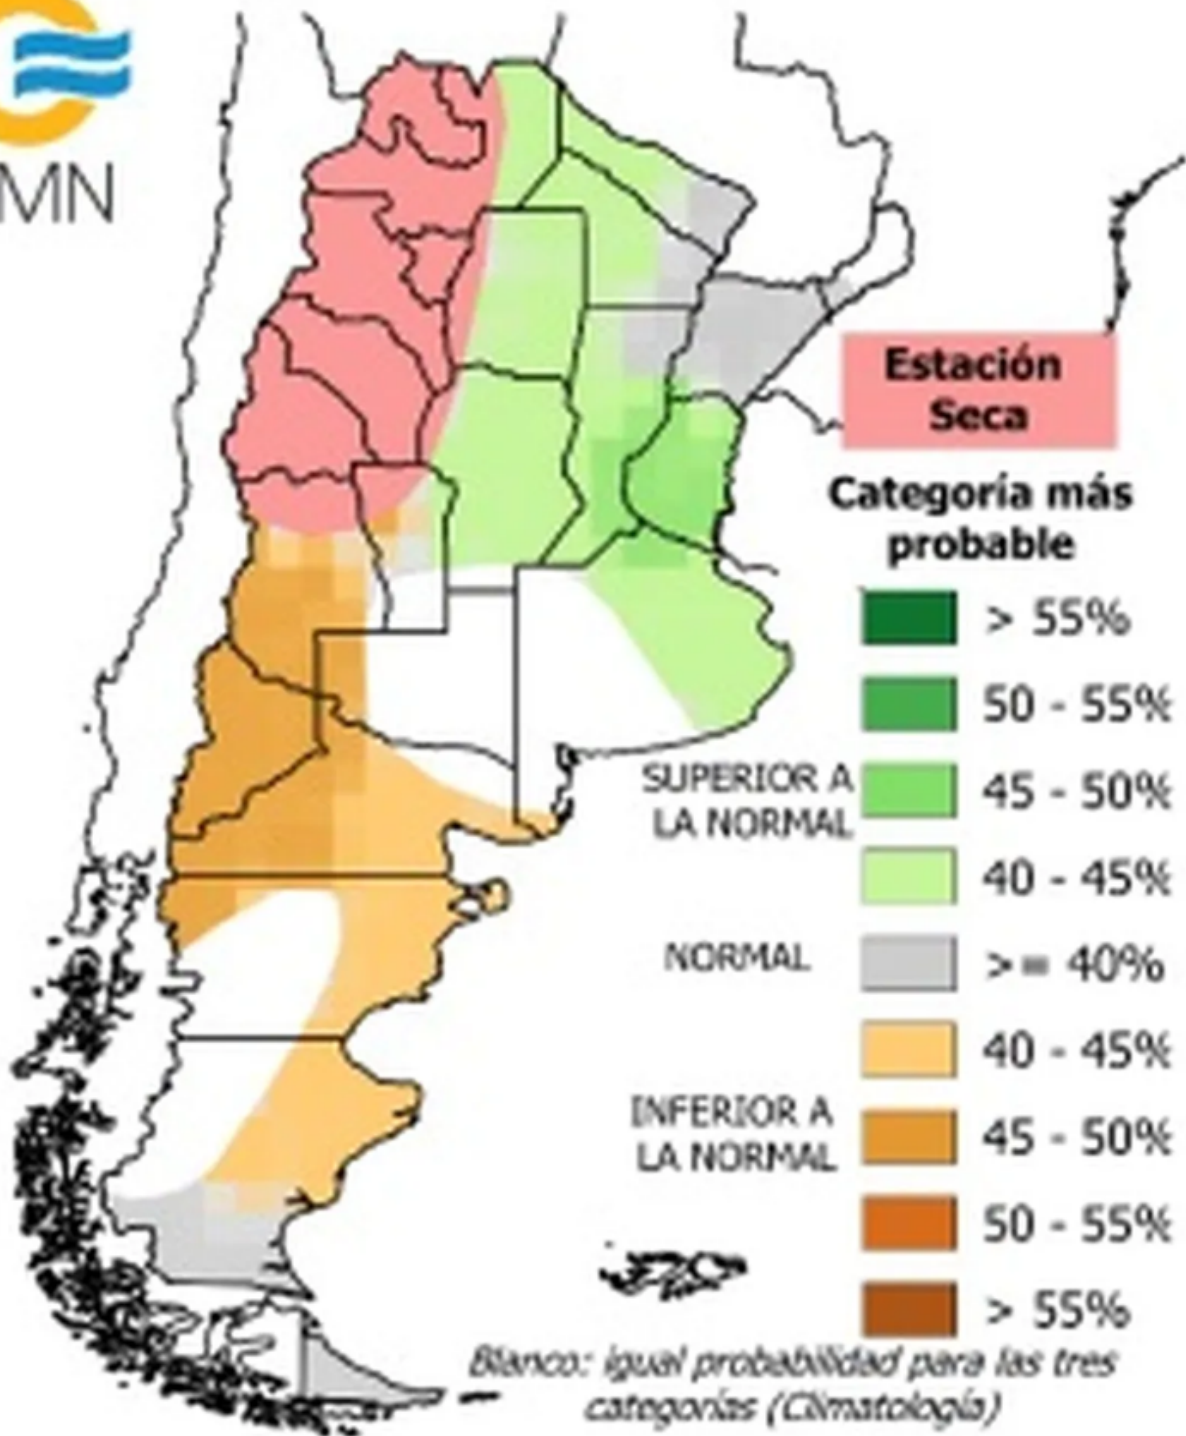 MN
Estación
Seca
Categoría más
probable
> 55%
50 - 55%
SUPERIOR A
LA NORMAL
45 - 50%
40 - 45%
NORMAL
>= 40%
40 - 45%
INFERIOR A
LA NORMAL
45 - 50%
50 - 55%
> 55%
Blanco: igual probabilidad para las tres
categorías (Climatología)